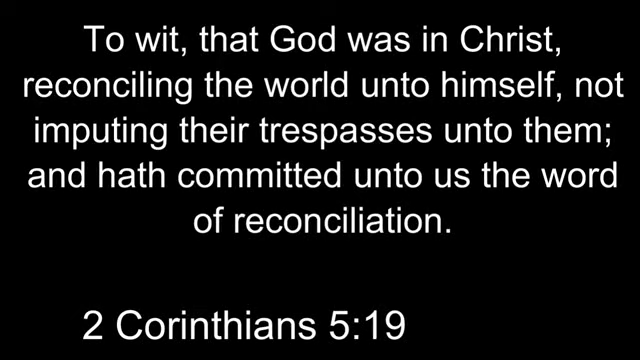 To wit, that God was in Christ,
reconciling the world unto himself, not
imputing their trespasses unto them;
and hath committed unto us the word
of reconciliation.
2 Corinthians 5:19